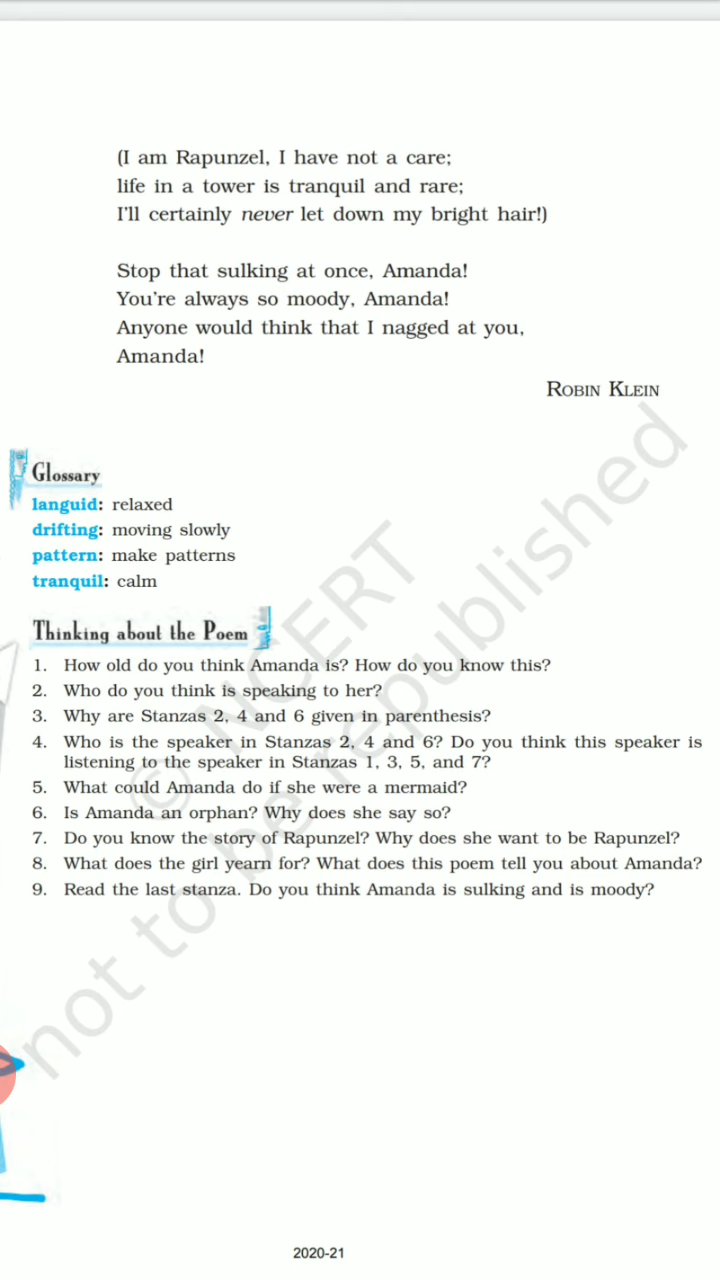 (I am Rapunzel, I have not a care;
life in a tower is tranquil and rare;
I'll certainly never let down my bright hair!)
Stop that sulking at once, Amanda!
You're always so moody, Amanda!
Anyone would think that I nagged at you,
Amanda!
ROBIN KLEIN
Glossary
languid: relaxed
drifting: moving slowly
pattern: make patterns
tranquil: calm
Thinking about the Poem
1. How old do you think Amanda is? How do you know this?
2. Who do you think is speaking to her?
3. Why are Stanzas 2, 4 and 6 given in parenthesis?
4. Who is the speaker in Stanzas 2, 4 and 6? Do you think this speaker is
listening to the speaker in Stanzas 1, 3, 5, and 7?
5. What could Amanda do if she were a mermaid?
6. Is Amanda an orphan? Why does she say so?
7. Do you know the story of Rapunzel? Why does she want to be Rapunzel?
8. What does the girl yearn for? What does this poem tell you about Amanda?
9. Read the last stanza. Do you think Amanda is sulking and is moody?
© NCERT
not to be republished
2020-21